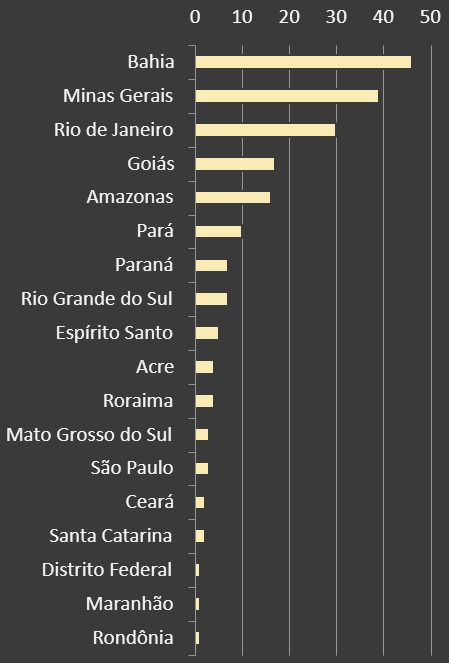 0 10 20 30 40 50
Bahia
Minas Gerais
Rio de Janeiro
Goiás
Amazonas
Pará
Paraná
Rio Grande do Sul
Espírito Santo
Acre
Roraima
Mato Grosso do Sul
São Paulo
Ceará
Santa Catarina
Distrito Federal
Maranhão
Rondônia